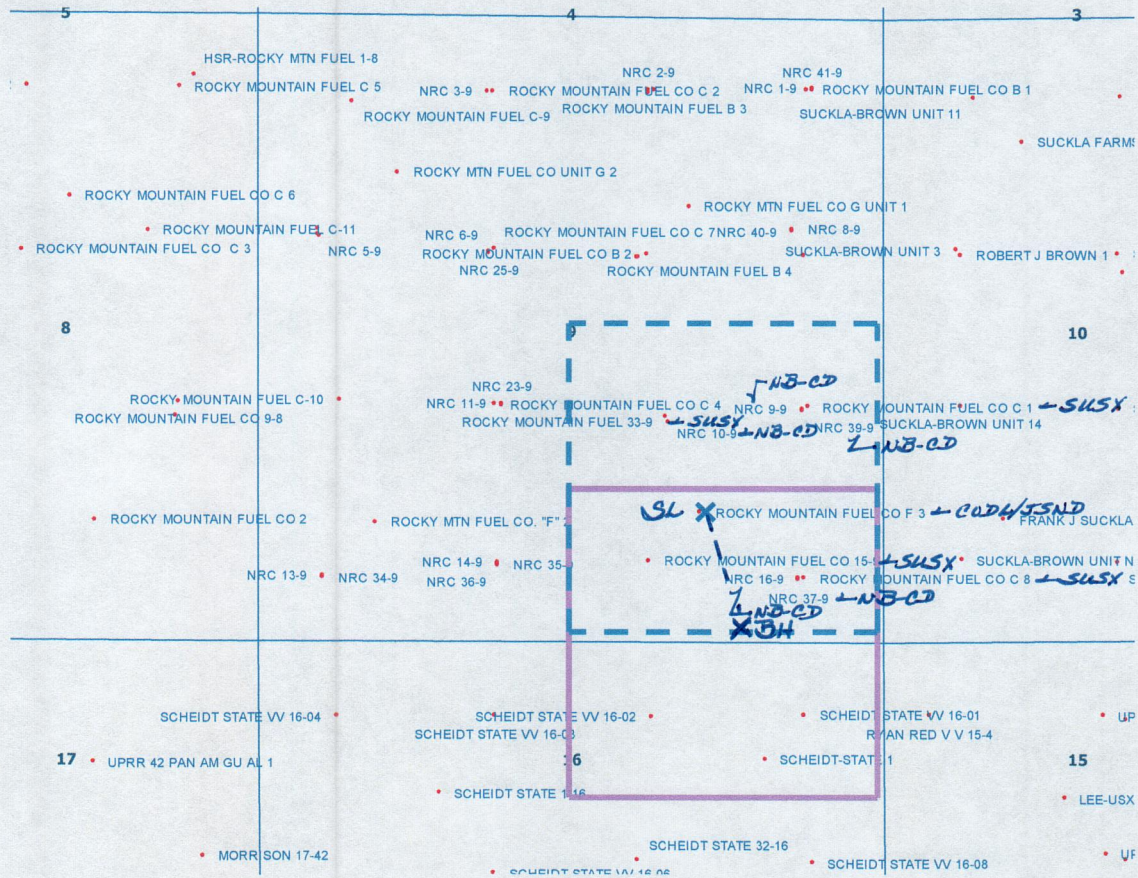 5 4 3
HSR-ROCKY MTN FUEL 1-8
NRC 2-9 NRC 41-9
ROCKY MOUNTAIN FUEL C 5 NRC 3-9 ROCKY MOUNTAIN FUEL CO C 2 NRC 1-9 ROCKY MOUNTAIN FUEL CO B 1
ROCKY MOUNTAIN FUEL C-9 ROCKY MOUNTAIN FUEL B 3 SUCKLA-BROWN UNIT 11
SUCKLA FARMS
ROCKY MTN FUEL CO UNIT G 2
ROCKY MOUNTAIN FUEL CO C 6
ROCKY MTN FUEL CO G UNIT 1
ROCKY MOUNTAIN FUEL C-11 NRC 6-9 ROCKY MOUNTAIN FUEL CO C 7 NRC 40-9 NRC 8-9
ROCKY MOUNTAIN FUEL CO C 3 NRC 5-9 ROCKY MOUNTAIN FUEL CO B 2 SUCKLA-BROWN UNIT 3 ROBERT J BROWN 1
NRC 25-9 ROCKY MOUNTAIN FUEL B 4
8 9 10
NRC 23-9 NB-CD
ROCKY MOUNTAIN FUEL C-10 NRC 11-9 ROCKY MOUNTAIN FUEL CO C 4 NRC 9-9 ROCKY MOUNTAIN FUEL CO C 1 SUSX
ROCKY MOUNTAIN FUEL CO 9-8 ROCKY MOUNTAIN FUEL 33-9 SUSX NRC 39-9 SUCKLA-BROWN UNIT 14
NRC 10-9 NB-CD NB-CD
ROCKY MOUNTAIN FUEL CO 2 ROCKY MTN FUEL CO. "F" 2 SL X ROCKY MOUNTAIN FUEL CO F 3 CODL/JSND FRANK J SUCKLA
NRC 14-9 NRC 35-9 ROCKY MOUNTAIN FUEL CO 15-9 SUSX SUCKLA-BROWN UNIT N
NRC 13-9 NRC 34-9 NRC 36-9 NRC 16-9 ROCKY MOUNTAIN FUEL CO C 8 SUSX S
NRC 37-9 NB-CD
NB-CD
X BH
SCHEIDT STATE VV 16-04 SCHEIDT STATE VV 16-02 SCHEIDT STATE VV 16-01 UP
SCHEIDT STATE VV 16-03 RYAN RED V V 15-4
17 UPRR 42 PAN AM GU AL 1 16 SCHEIDT-STATE 1 15
SCHEIDT STATE 1-16 LEE-USX
SCHEIDT STATE 32-16
MORRISON 17-42 SCHEIDT STATE VV 16-08 UP
SCHEIDT STATE VV 16-06